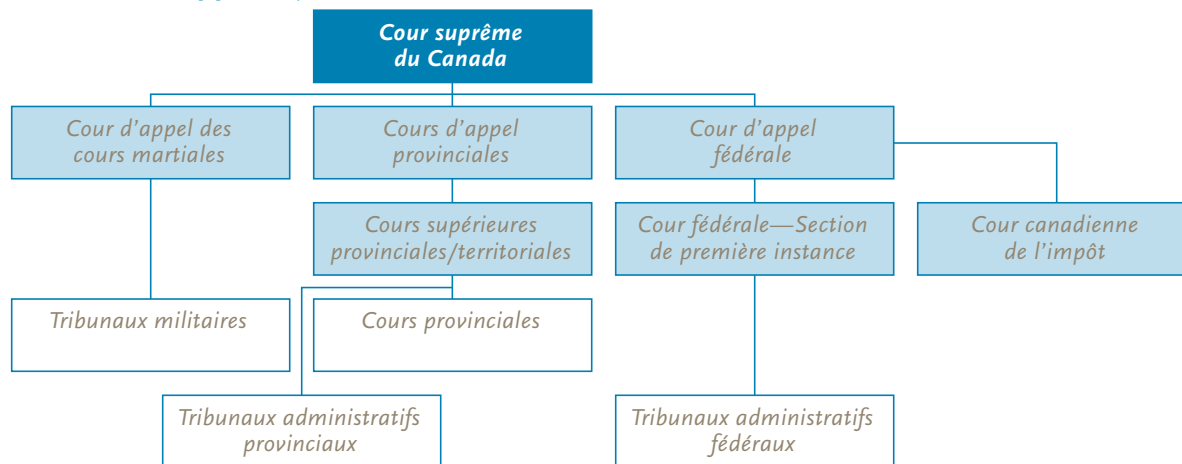 Cour suprême
du Canada
Cour d'appel des
cours martiales
Cours d'appel
provinciales
Cour d'appel
fédérale
Cours supérieures
provinciales/territoriales
Cour fédérale—Section
de première instance
Cour canadienne
de l'impôt
Tribunaux militaires
Cours provinciales
Tribunaux administratifs
provinciaux
Tribunaux administratifs
fédéraux